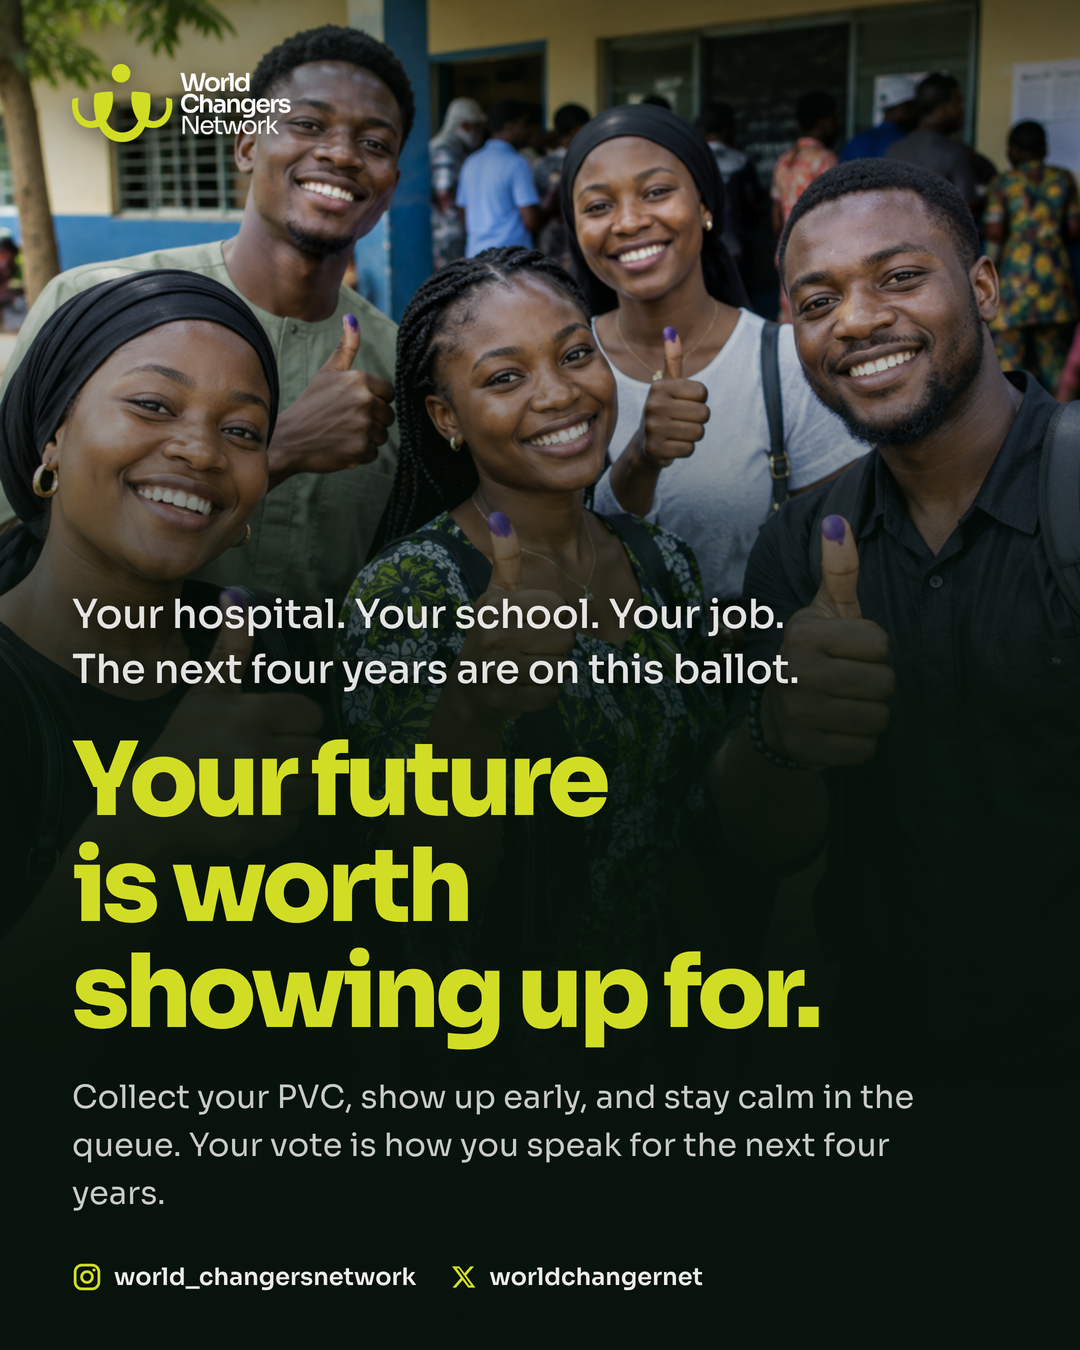 World
Changers
Network
Your hospital. Your school. Your job.
The next four years are on this ballot.
Your future
is worth
showing up for.
Collect your PVC, show up early, and stay calm in the
queue. Your vote is how you speak for the next four
years.
world_changersnetwork worldchangernet